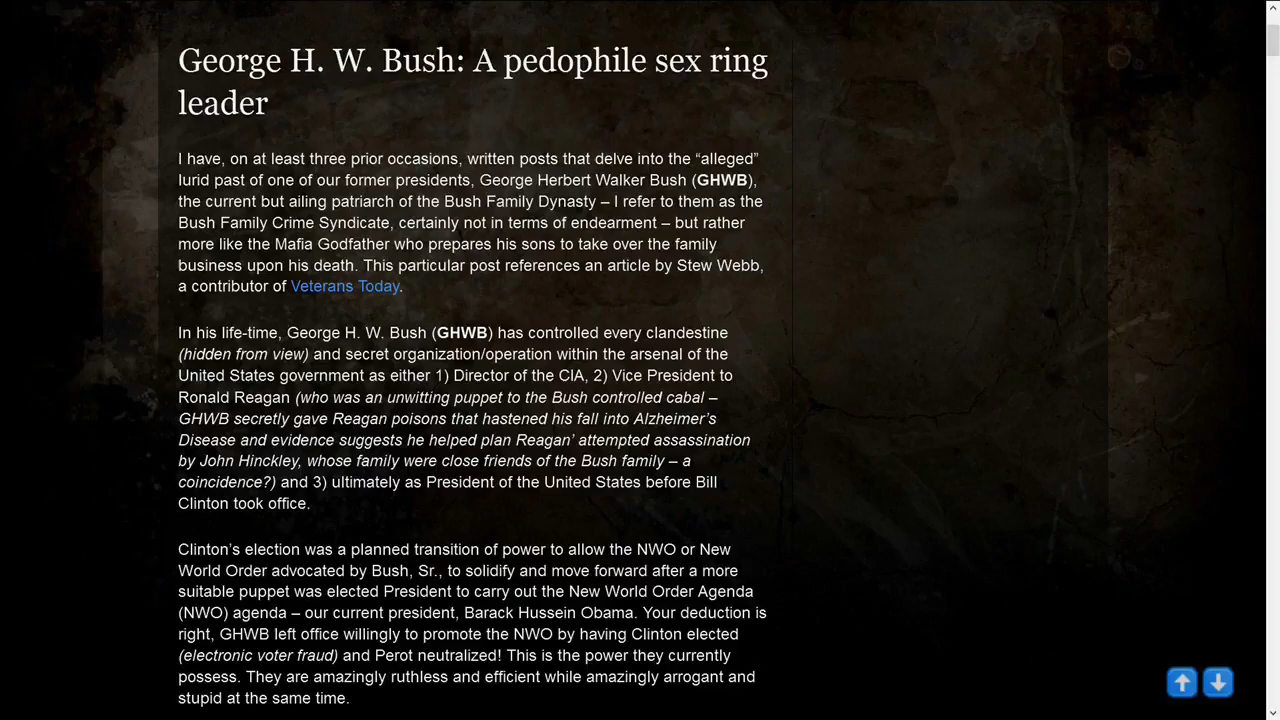 George H. W. Bush: A pedophile sex ring
leader
I have, on at least three prior occasions, written posts that delve into the “alleged”
lurid past of one of our former presidents, George Herbert Walker Bush (GHWB),
the current but ailing patriarch of the Bush Family Dynasty – I refer to them as the
Bush Family Crime Syndicate, certainly not in terms of endearment – but rather
more like the Mafia Godfather who prepares his sons to take over the family
business upon his death. This particular post references an article by Stew Webb,
a contributor of Veterans Today.
In his life-time, George H. W. Bush (GHWB) has controlled every clandestine
(hidden from view) and secret organization/operation within the arsenal of the
United States government as either 1) Director of the CIA, 2) Vice President to
Ronald Reagan (who was an unwitting puppet to the Bush controlled cabal –
GHWB secretly gave Reagan poisons that hastened his fall into Alzheimer’s
Disease and evidence suggests he helped plan Reagan’ attempted assassination
by John Hinckley, whose family were close friends of the Bush family – a
coincidence?) and 3) ultimately as President of the United States before Bill
Clinton took office.
Clinton’s election was a planned transition of power to allow the NWO or New
World Order advocated by Bush, Sr., to solidify and move forward after a more
suitable puppet was elected President to carry out the New World Order Agenda
(NWO) agenda – our current president, Barack Hussein Obama. Your deduction is
right, GHWB left office willingly to promote the NWO by having Clinton elected
(electronic voter fraud) and Perot neutralized! This is the power they currently
possess. They are amazingly ruthless and efficient while amazingly arrogant and
stupid at the same time.